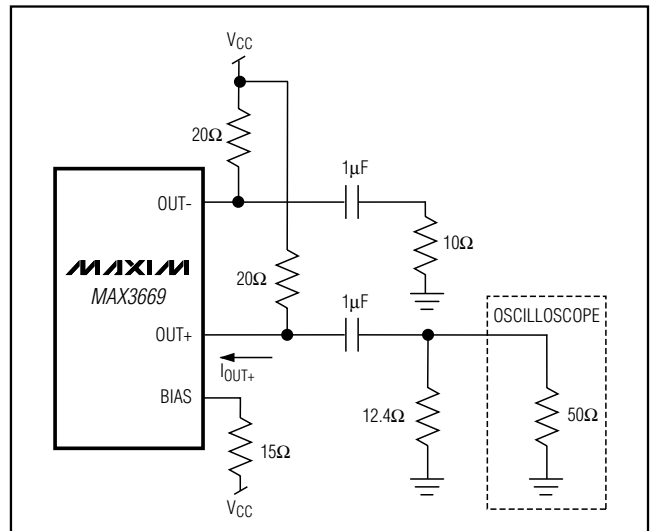 VCC
20Ω
1µF
OUT-
10Ω
MAXIM
MAX3669
20Ω
1µF
OSCILLOSCOPE
OUT+
IOUT+
BIAS
12.4Ω
50Ω
15Ω
VCC